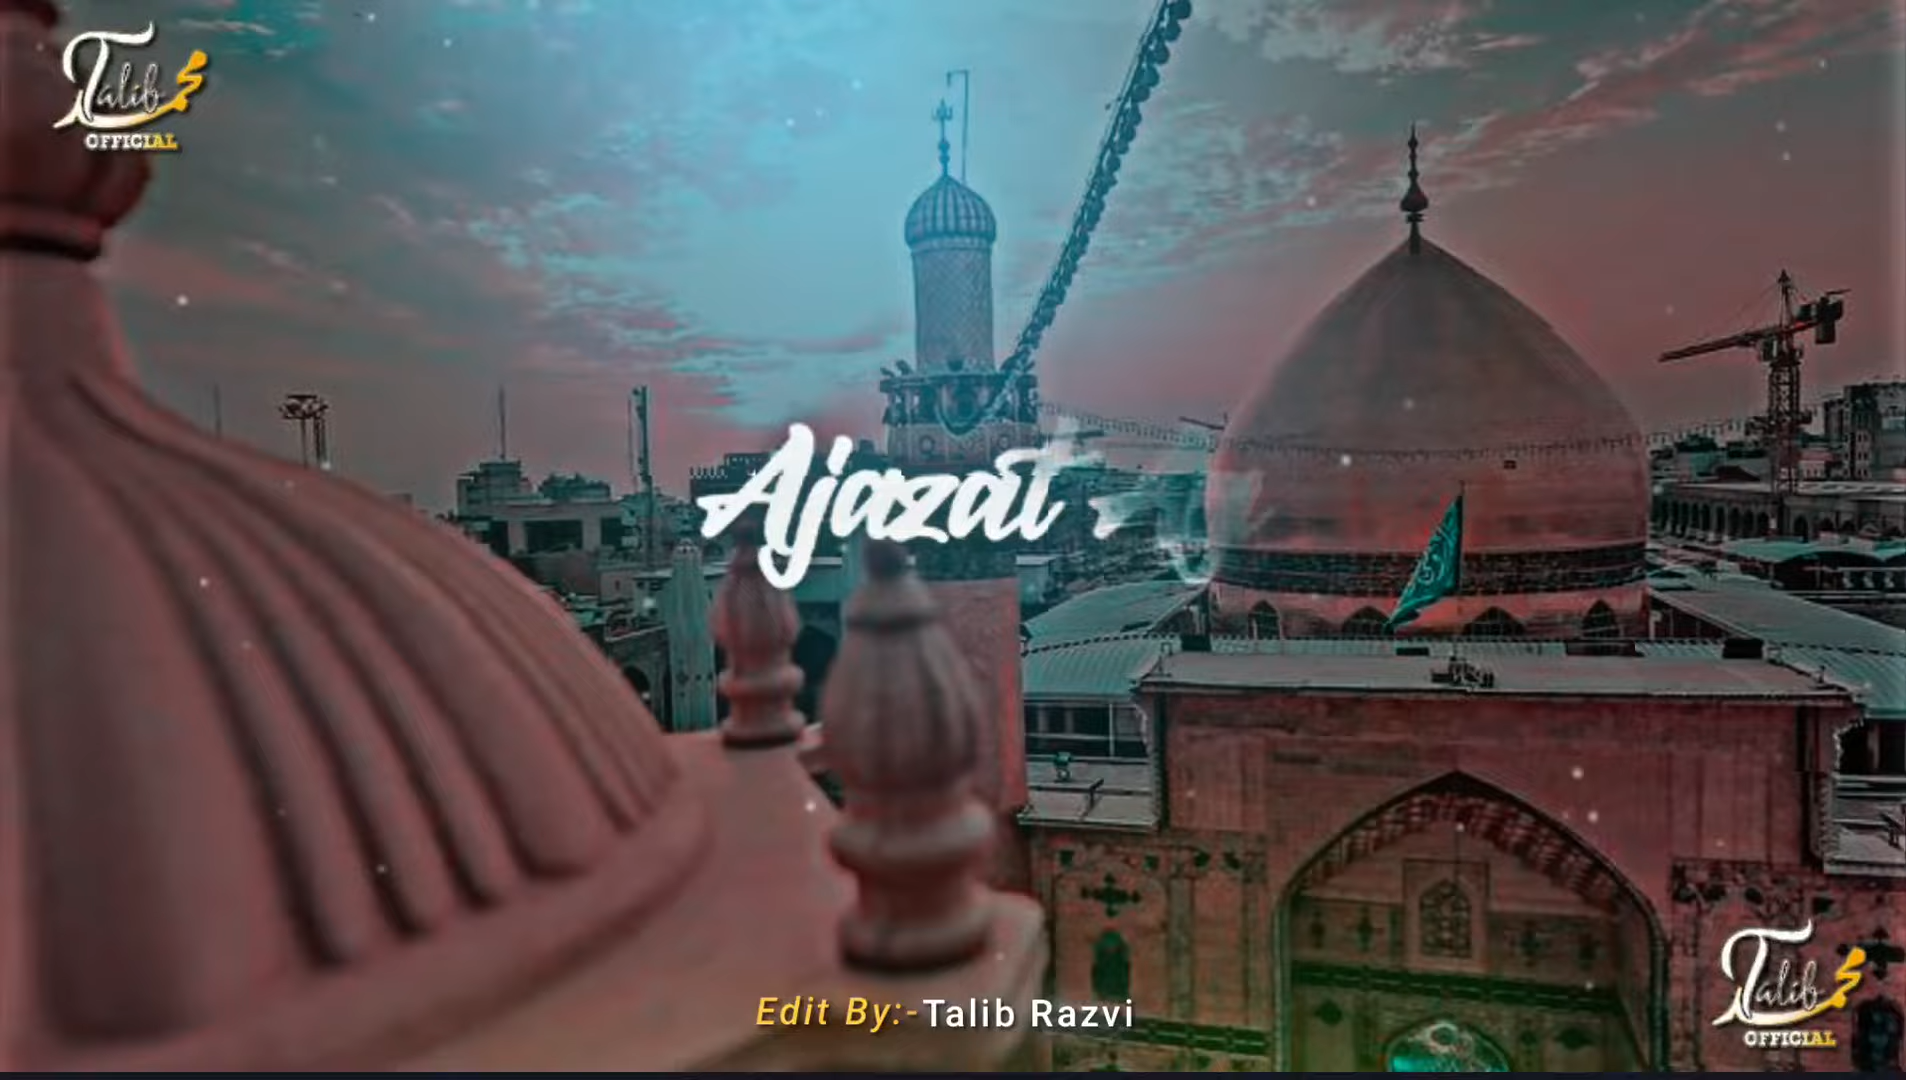 Talib
OFFICIAL
Ajazat
Edit By:- Talib Razvi
Talib
OFFICIAL